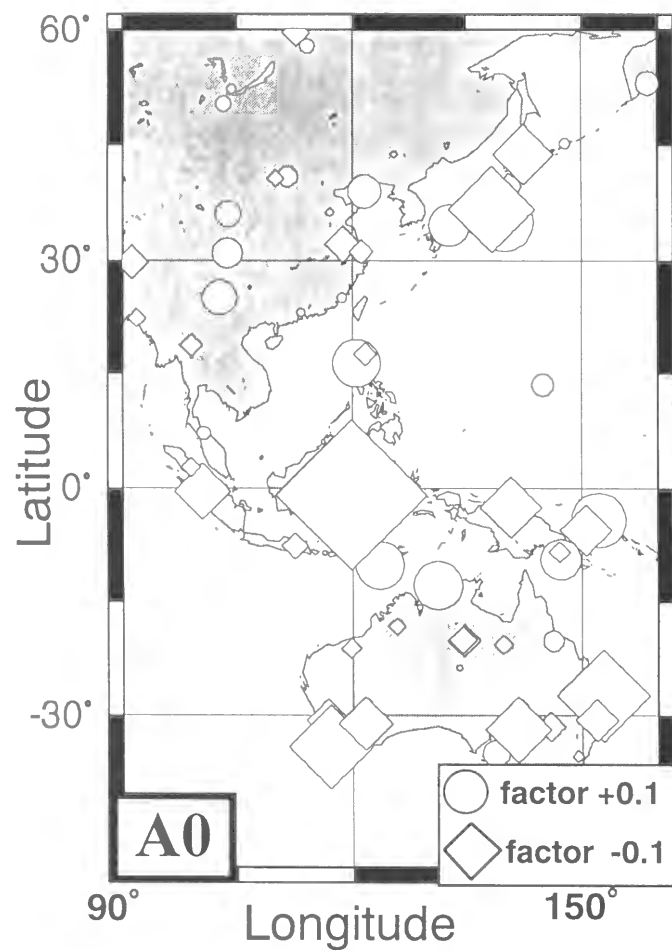 60°
30°
0°
-30°
Latitude
A0
factor +0.1
factor -0.1
90°
150°
Longitude